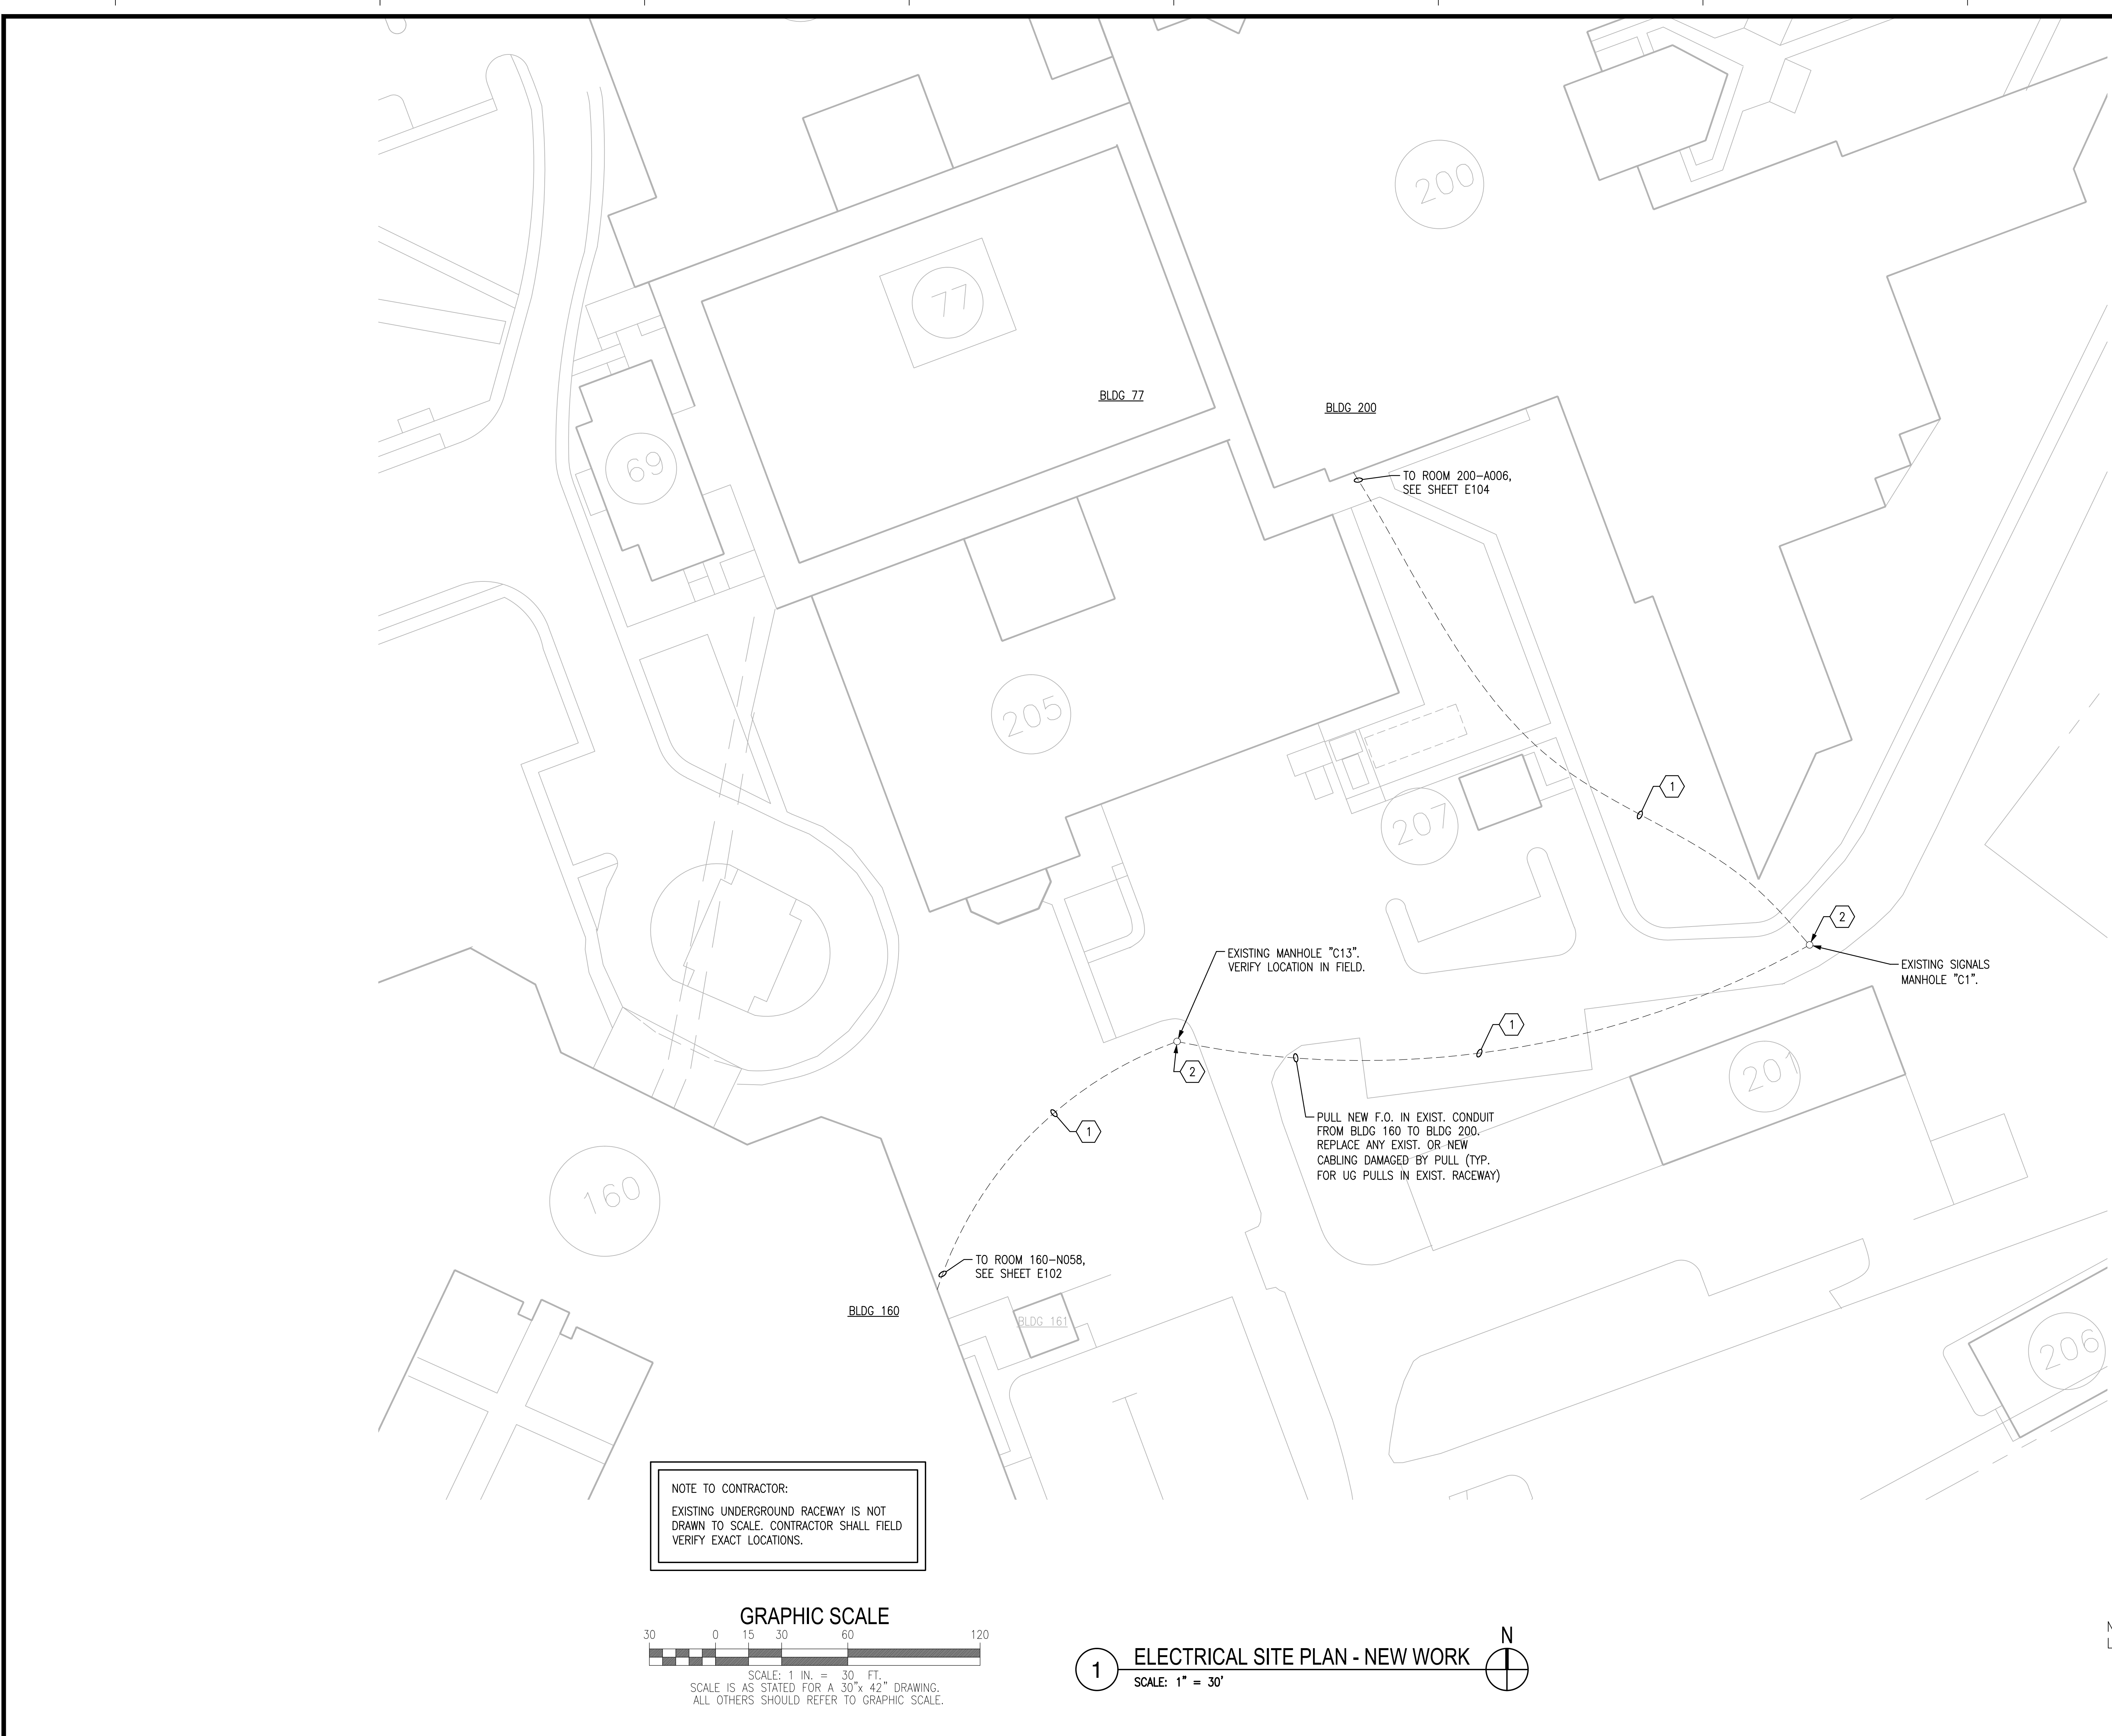 200
77
BLDG 77
BLDG 200
69
TO ROOM 200-A006,
SEE SHEET E104
205
1
207
2
EXISTING MANHOLE "C13".
VERIFY LOCATION IN FIELD.
EXISTING SIGNALS
MANHOLE "C1".
1
2
201
1
PULL NEW F.O. IN EXIST. CONDUIT
FROM BLDG 160 TO BLDG 200.
REPLACE ANY EXIST. OR NEW
CABLING DAMAGED BY PULL (TYP.
FOR UG PULLS IN EXIST. RACEWAY)
160
TO ROOM 160-N058,
SEE SHEET E102
BLDG 160
BLDG 161
206
NOTE TO CONTRACTOR:
EXISTING UNDERGROUND RACEWAY IS NOT
DRAWN TO SCALE. CONTRACTOR SHALL FIELD
VERIFY EXACT LOCATIONS.
GRAPHIC SCALE
30 0 15 30 60 120
SCALE: 1 IN. = 30 FT.
SCALE IS AS STATED FOR A 30"x 42" DRAWING.
ALL OTHERS SHOULD REFER TO GRAPHIC SCALE.
1
ELECTRICAL SITE PLAN - NEW WORK
SCALE: 1" = 30'
N